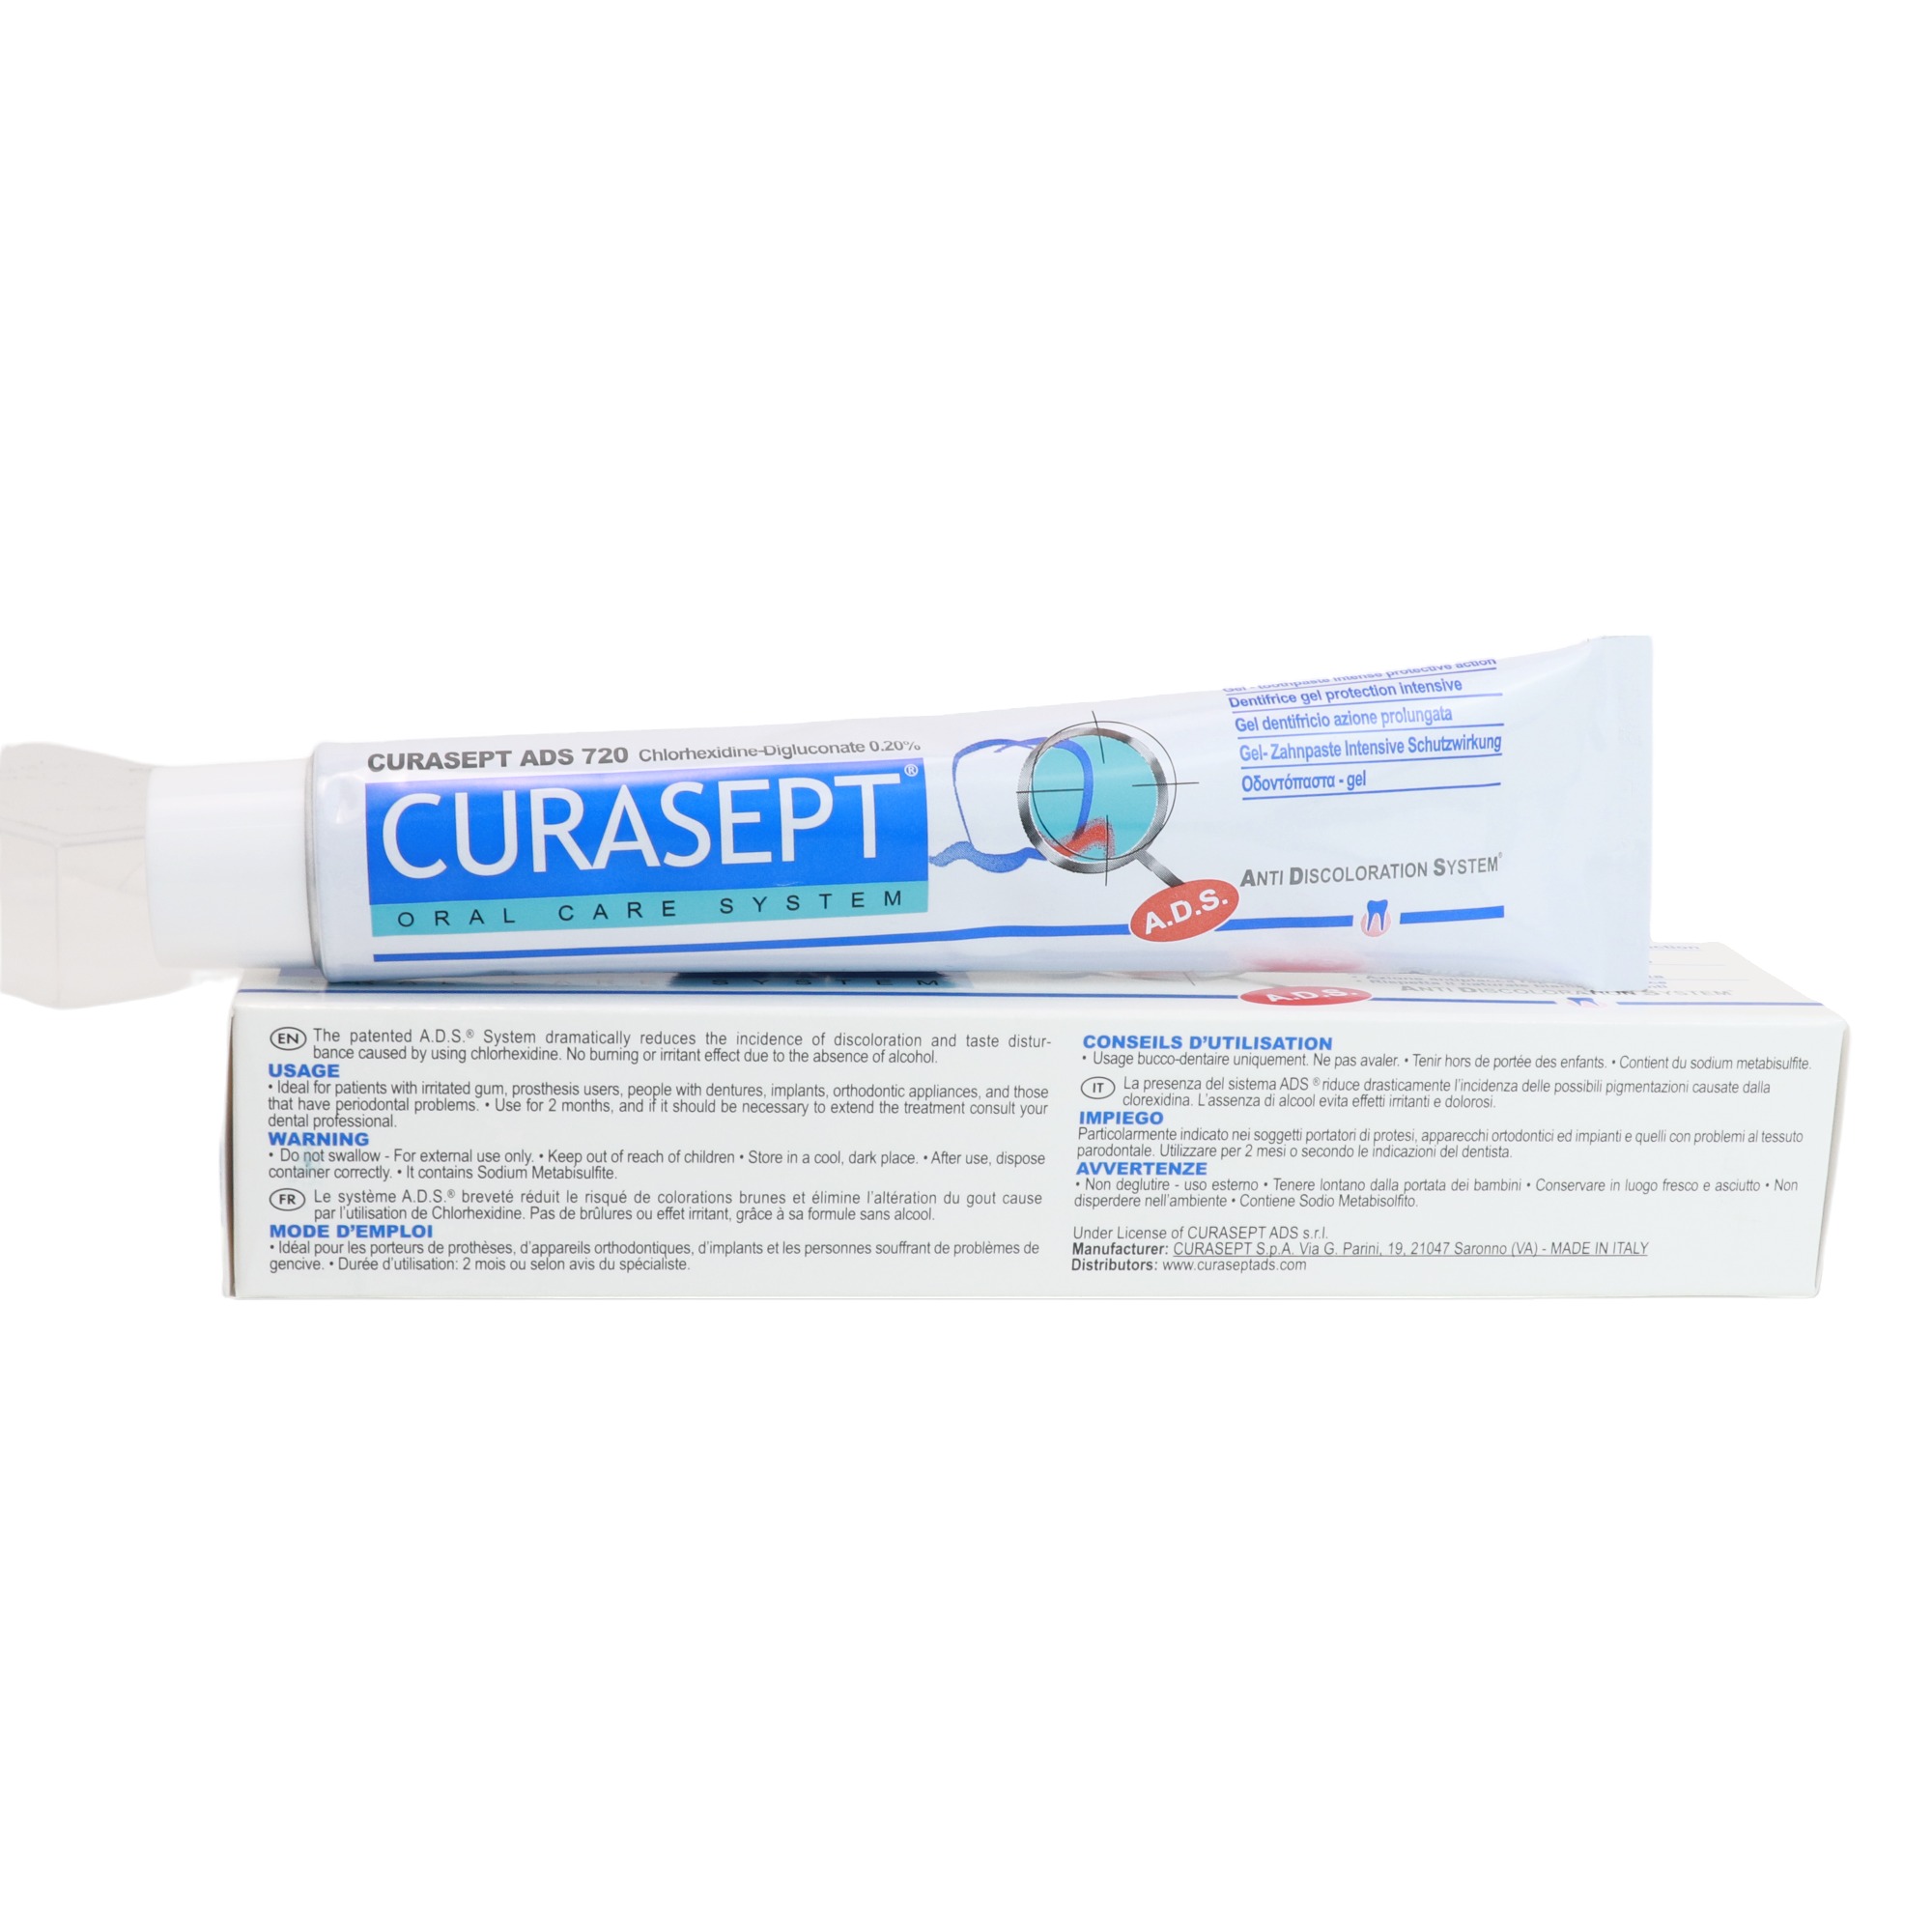 Gel - toothpaste intense protective action
Dentifrice gel protection intensive
Gel dentifricio azione prolungata
Gel- Zahnpaste Intensive Schutzwirkung
Οδοντόπαστα - gel
CURASEPT ADS 720 Chlorhexidine-Digluconate 0.20%
CURASEPT®
ORAL CARE SYSTEM
A.D.S.
ANTI DISCOLORATION SYSTEM®
SYSTEM
A.D.S.
ANTI DISCOLORATION SYSTEM
EN The patented A.D.S.® System dramatically reduces the incidence of discoloration and taste distur-
bance caused by using chlorhexidine. No burning or irritant effect due to the absence of alcohol.
USAGE
• Ideal for patients with irritated gum, prosthesis users, people with dentures, implants, orthodontic appliances, and those
that have periodontal problems. • Use for 2 months, and if it should be necessary to extend the treatment consult your
dental professional.
WARNING
• Do not swallow - For external use only. • Keep out of reach of children • Store in a cool, dark place. • After use, dispose
container correctly. • It contains Sodium Metabisulfite.
FR Le système A.D.S.® breveté réduit le risqué de colorations brunes et élimine l'altération du gout cause
par l'utilisation de Chlorhexidine. Pas de brûlures ou effet irritant, grâce à sa formule sans alcool.
MODE D'EMPLOI
• Idéal pour les porteurs de prothèses, d'appareils orthodontiques, d'implants et les personnes souffrant de problèmes de
gencive. • Durée d'utilisation: 2 mois ou selon avis du spécialiste.
CONSEILS D'UTILISATION
• Usage bucco-dentaire uniquement. Ne pas avaler. • Tenir hors de portée des enfants. • Contient du sodium metabisulfite.
IT La presenza del sistema ADS ® riduce drasticamente l'incidenza delle possibili pigmentazioni causate dalla
clorexidina. L'assenza di alcool evita effetti irritanti e dolorosi.
IMPIEGO
Particolarmente indicato nei soggetti portatori di protesi, apparecchi ortodontici ed impianti e quelli con problemi al tessuto
parodontale. Utilizzare per 2 mesi o secondo le indicazioni del dentista.
AVVERTENZE
• Non deglutire - uso esterno • Tenere lontano dalla portata dei bambini • Conservare in luogo fresco e asciutto • Non
disperdere nell'ambiente • Contiene Sodio Metabisolfito.
Under License of CURASEPT ADS s.r.l.
Manufacturer: CURASEPT S.p.A. Via G. Parini, 19, 21047 Saronno (VA) - MADE IN ITALY
Distributors: www.curaseptads.com